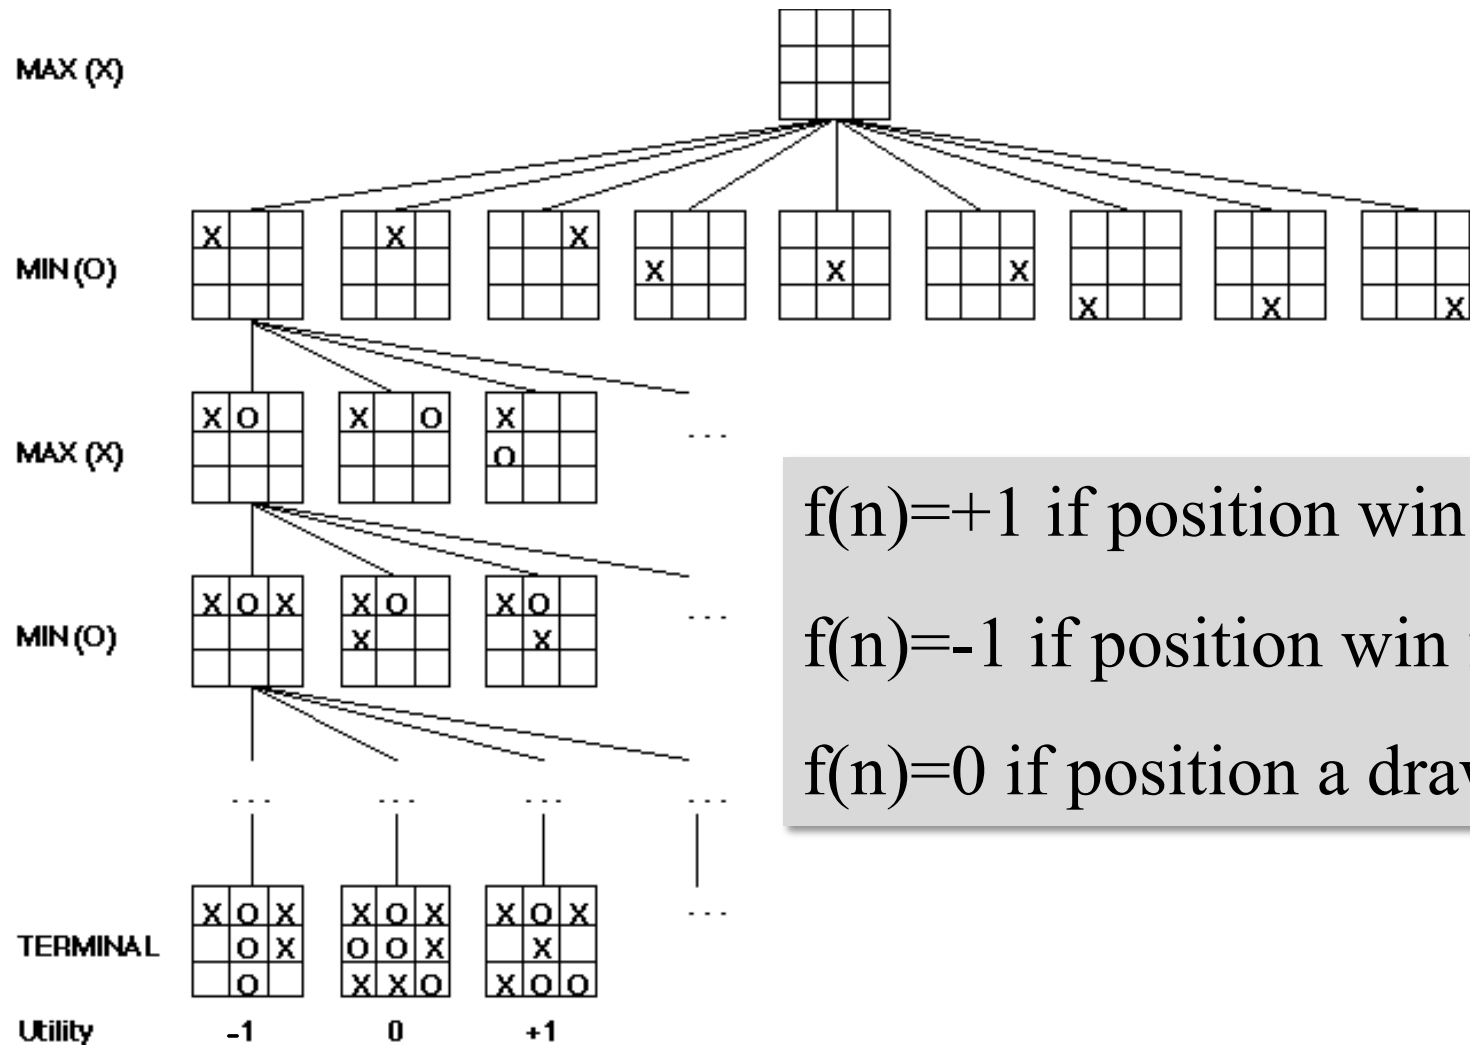 MAX (X)
X X X
MIN (O) X X X
X X X
X O X O X
MAX (X) O ...
f(n)=+1 if position win
X O X X O X O
MIN (O) X X ...
f(n)=-1 if position win
f(n)=0 if position a
... ... ... ...
X O X X O X X O X ...
TERMINAL O X O O X X
O X X O X O O
Utility -1 0 +1